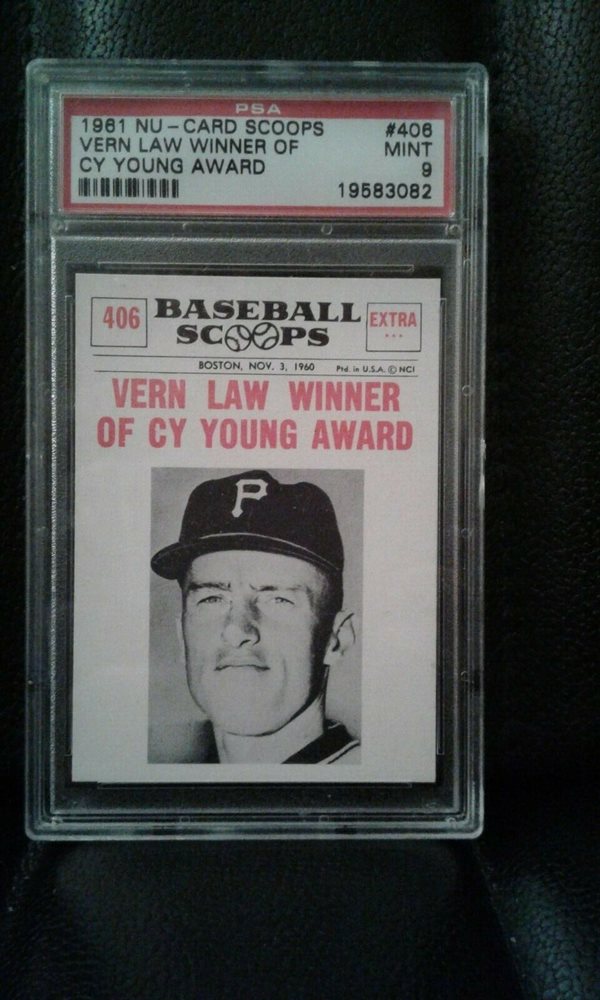 PSA
1961 NU-CARD SCOOPS #406
VERN LAW WINNER OF MINT
CY YOUNG AWARD 9
19583082
406 BASEBALL EXTRA
SCOOPS ...
BOSTON, NOV. 3, 1960 Ptd. in U.S.A. © NCI
VERN LAW WINNER
OF CY YOUNG AWARD
P